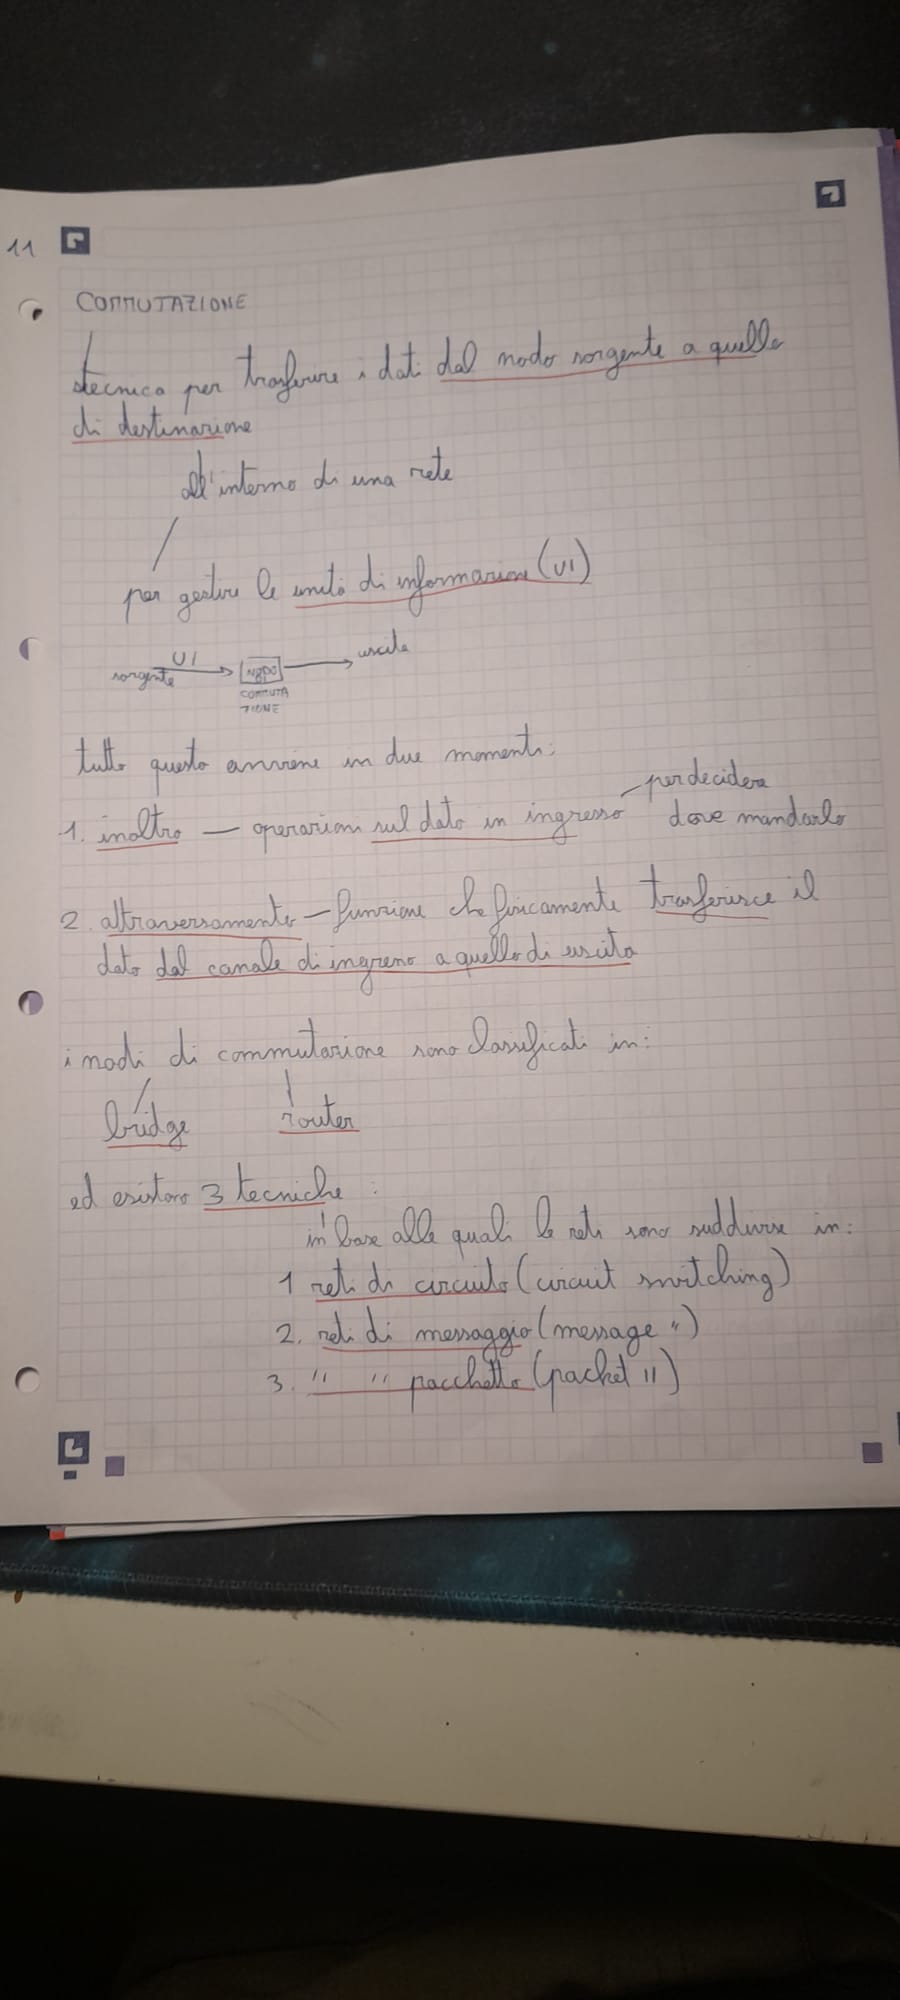 11
COMMUTAZIONE
tecnica per trasferire i dati dal nodo sorgente a quello
di destinazione
all'interno di una rete
per gestire le unità di informazione (UI)
UI
sorgente
NODO
uscita
COMMUTA
ZIONE
tutto questo avviene in due momenti:
per decidere
1. inoltro — operazioni sul dato in ingresso dove mandarlo
2. attraversamento — funzione che fisicamente trasferisce il
dato dal canale di ingresso a quello di uscita
i nodi di commutazione sono classificati in:
bridge router
ed esistono 3 tecniche:
in base alle quali le reti sono suddivise in:
1 reti di circuito (circuit switching)
2. reti di messaggio (message ")
3. " " pacchetto (packet ")